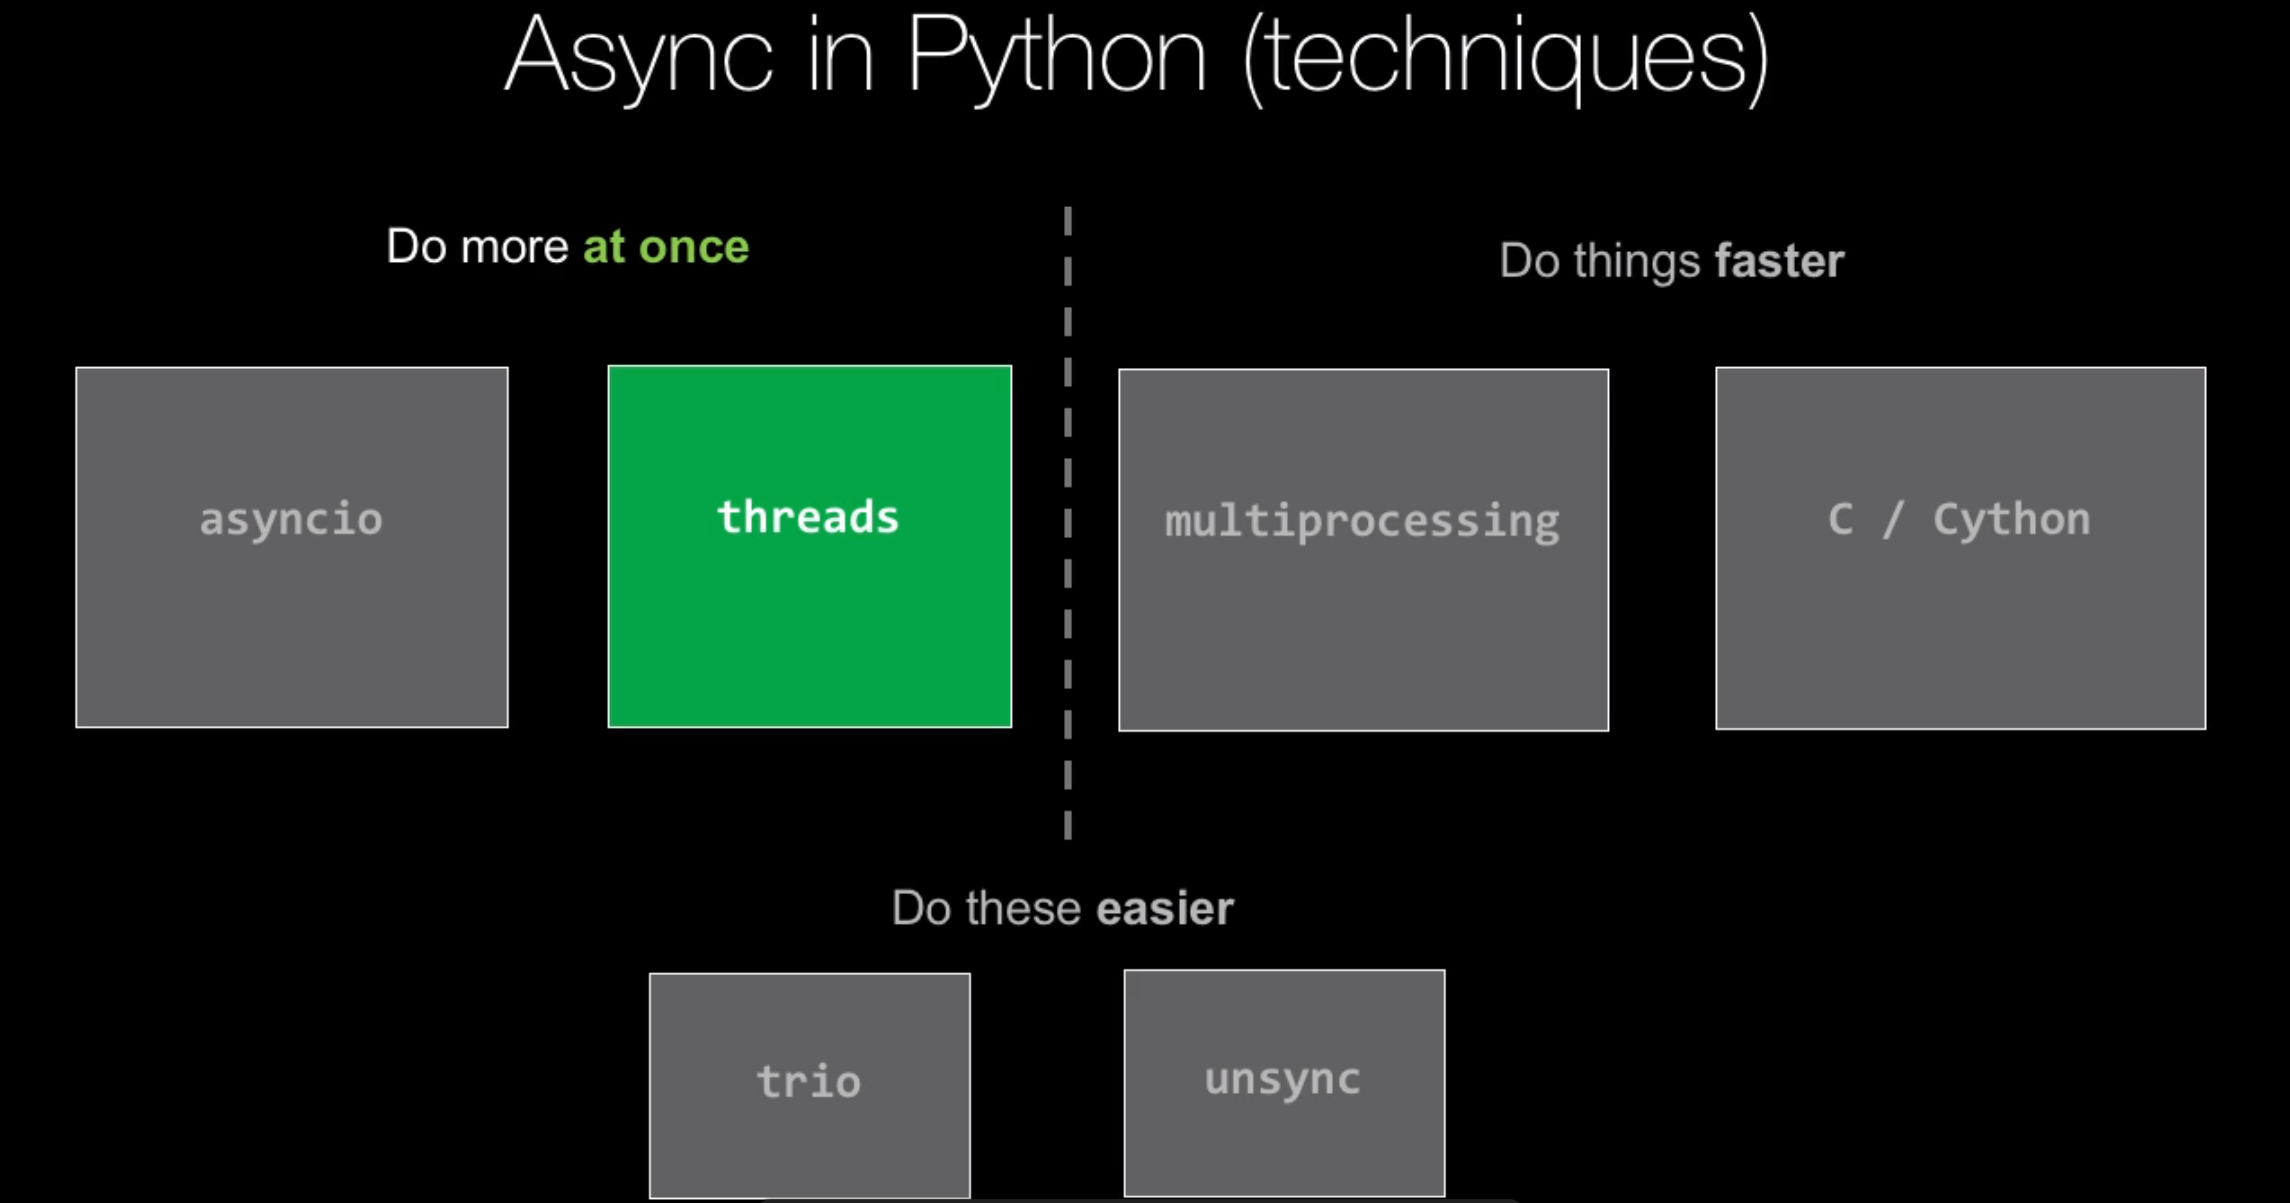 Async in Python (techniques)
Do more at once
Do things faster
asyncio
threads
multiprocessing
C / Cython
Do these easier
trio
unsync